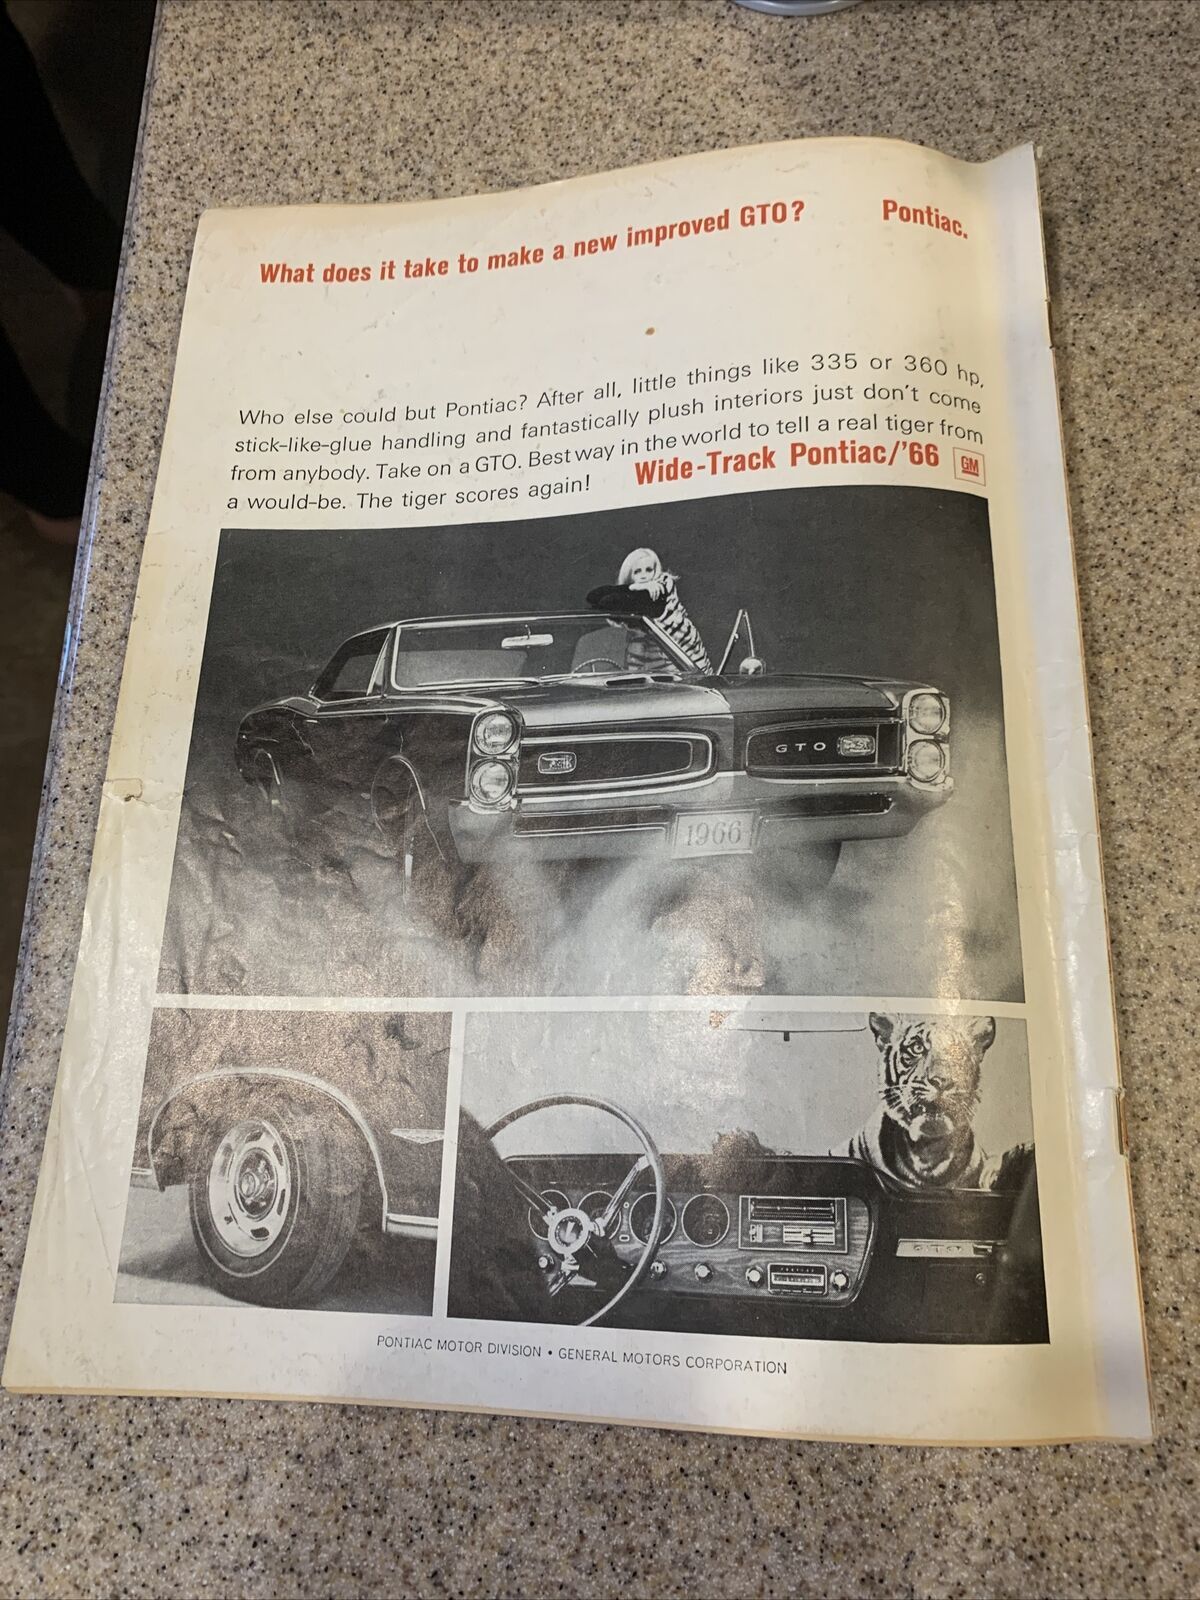 What does it take to make a new improved GTO? Pontiac.
Who else could but Pontiac? After all, little things like 335 or 360 hp,
stick-like-glue handling and fantastically plush interiors just don't come
from anybody. Take on a GTO. Best way in the world to tell a real tiger from
a would-be. The tiger scores again!
Wide-Track Pontiac/'66 GM
GTO
1966
PONTIAC
GTO
PONTIAC MOTOR DIVISION • GENERAL MOTORS CORPORATION